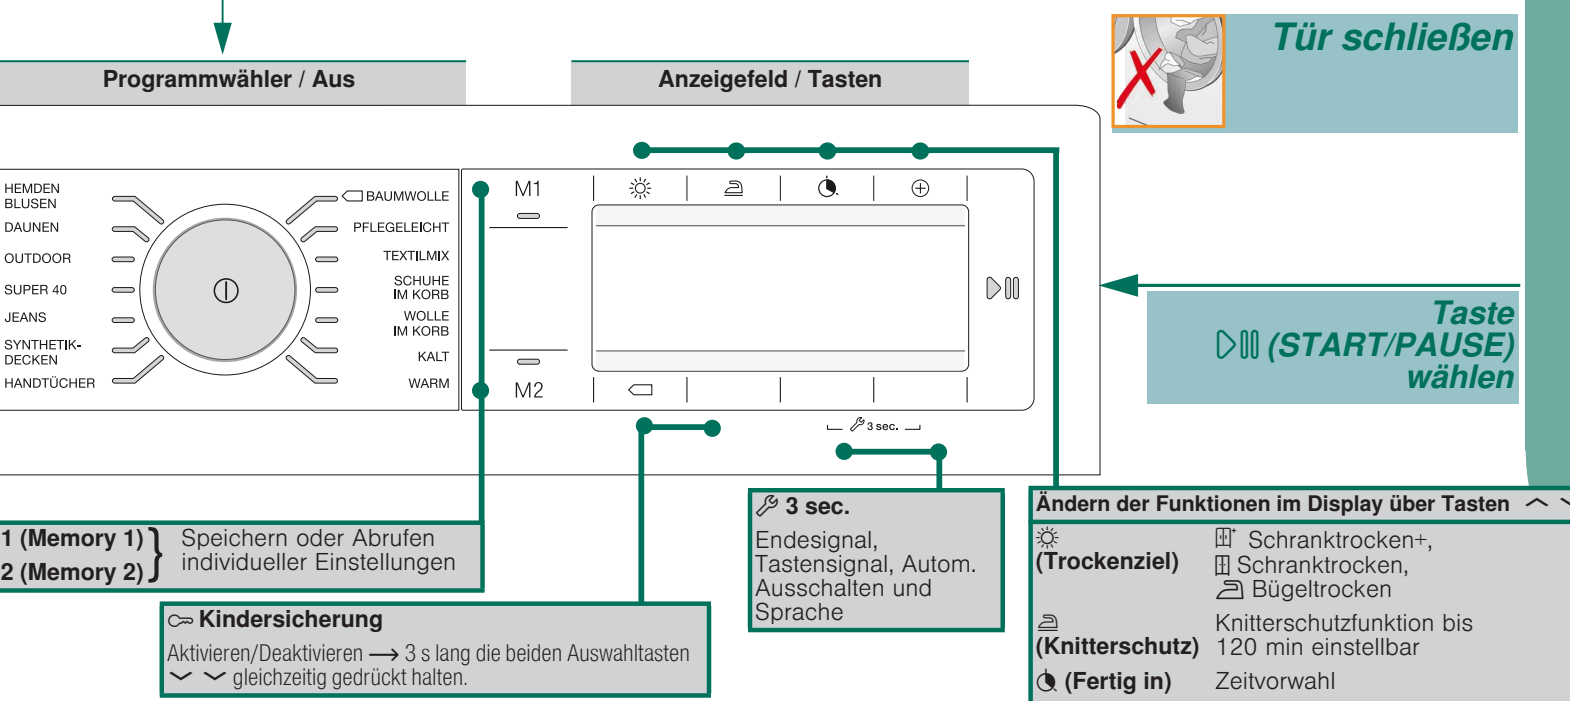 Tür schließen
Programmwähler / Aus
Anzeigefeld / Tasten
HEMDEN
BLUSEN
DAUNEN
OUTDOOR
SUPER 40
JEANS
SYNTHETIK-
DECKEN
HANDTÜCHER
BAUMWOLLE
PFLEGELEICHT
TEXTILMIX
SCHUHE
IM KORB
WOLLE
IM KORB
KALT
WARM
M1
M2
3 sec.
Taste
(START/PAUSE)
wählen
1 (Memory 1)
2 (Memory 2)
Speichern oder Abrufen
individueller Einstellungen
Kindersicherung
Aktivieren/Deaktivieren → 3 s lang die beiden Auswahltasten
gleichzeitig gedrückt halten.
3 sec.
Endesignal,
Tastensignal, Autom.
Ausschalten und
Sprache
Ändern der Funktionen im Display über Tasten
(Trockenziel)
Schranktrocken+,
Schranktrocken,
Bügeltrocken
(Knitterschutz)
Knitterschutzfunktion bis
120 min einstellbar
(Fertig in) Zeitvorwahl